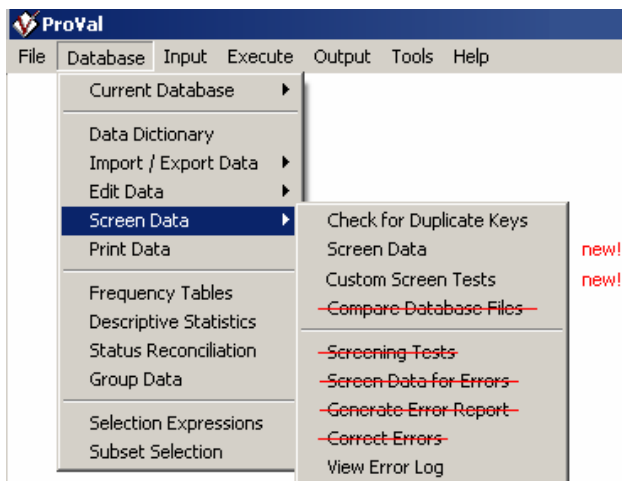 ProVal
File Database Input Execute Output Tools Help
Current Database
Data Dictionary
Import / Export Data
Edit Data
Screen Data
Print Data
Frequency Tables
Descriptive Statistics
Status Reconciliation
Group Data
Selection Expressions
Subset Selection
Check for Duplicate Keys
Screen Data new!
Custom Screen Tests new!
Compare Database Files
Screening Tests
Screen Data for Errors
Generate Error Report
Correct Errors
View Error Log